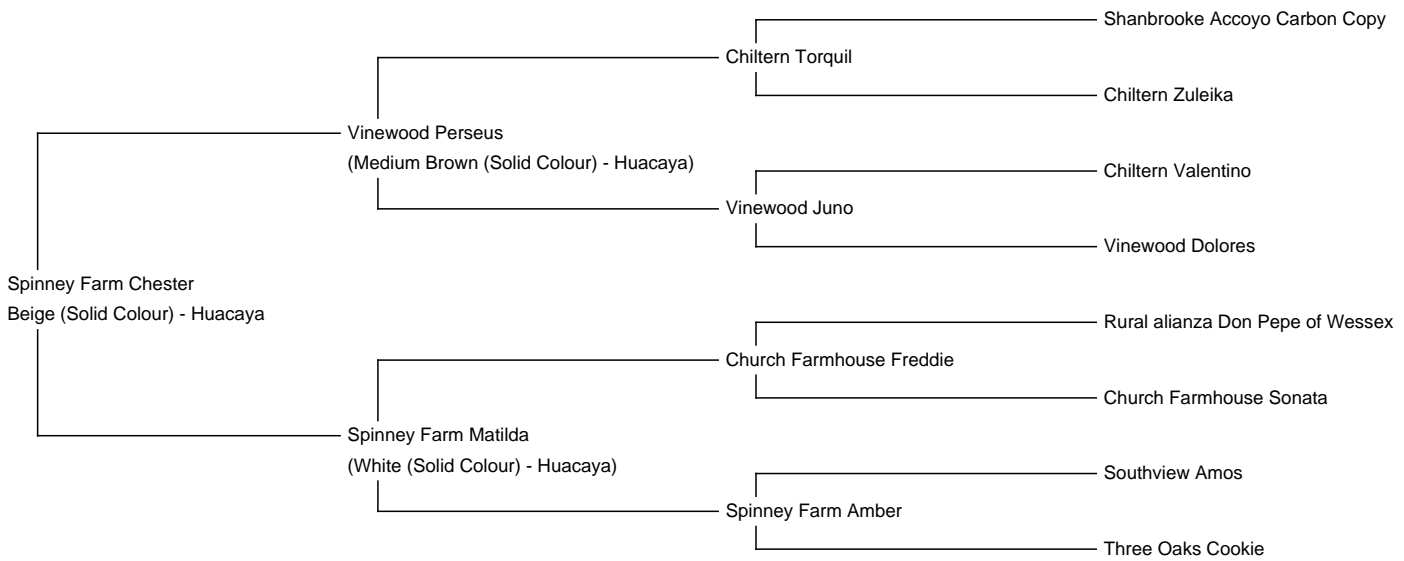 Shanbrooke Accoyo Carbon Copy
Chiltern Torquil
Chiltern Zuleika
Vinewood Perseus
(Medium Brown (Solid Colour) - Huacaya)
Chiltern Valentino
Vinewood Juno
Vinewood Dolores
Spinney Farm Chester
Beige (Solid Colour) - Huacaya
Rural alianza Don Pepe of Wessex
Church Farmhouse Freddie
Church Farmhouse Sonata
Spinney Farm Matilda
(White (Solid Colour) - Huacaya)
Southview Amos
Spinney Farm Amber
Three Oaks Cookie